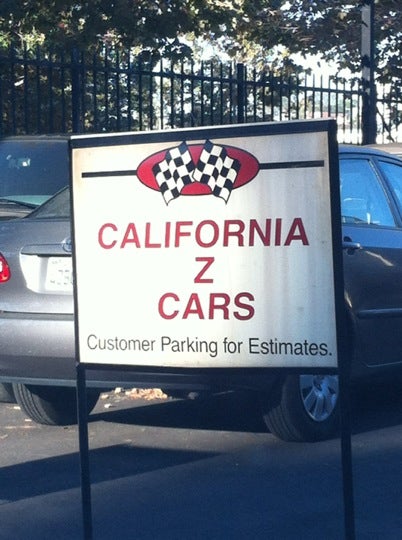 CALIFORNIA
Z
CARS
Customer Parking for Estimates.